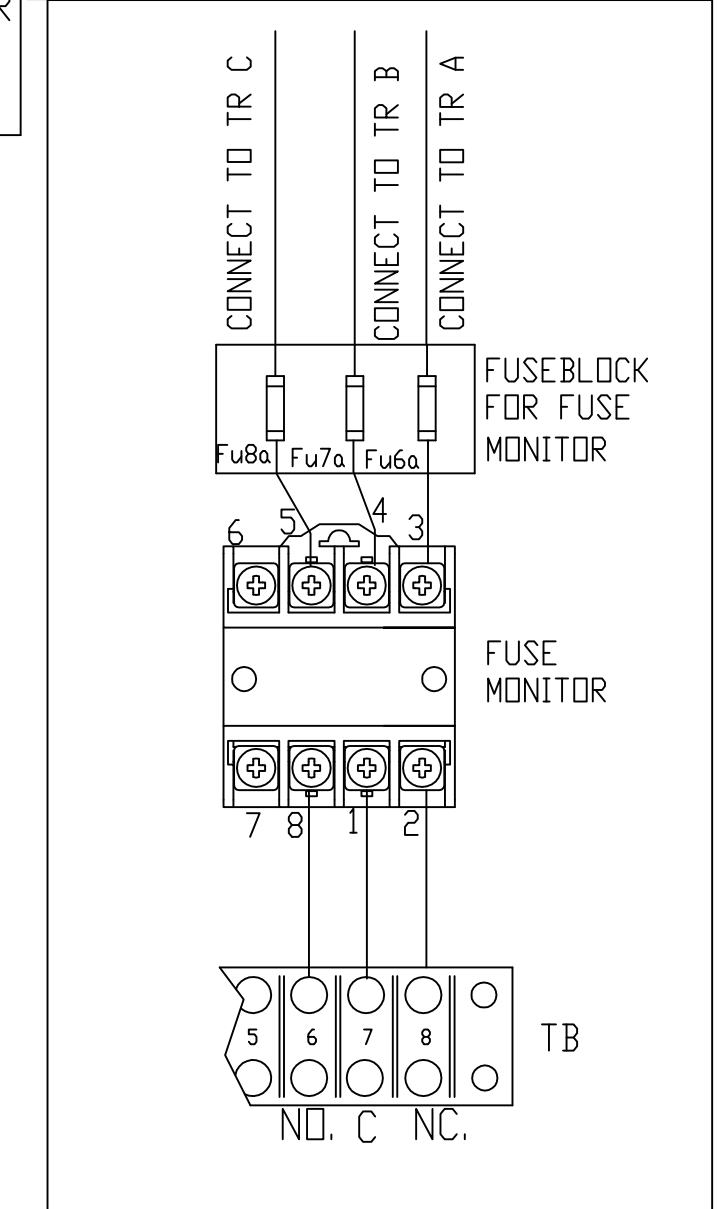 R
CONNECT TO TR C
CONNECT TO TR B
CONNECT TO TR A
FUSEBLOCK
FOR FUSE
MONITOR
Fu8a
Fu7a
Fu6a
6
5
4
3
FUSE
MONITOR
7
8
1
2
5
6
7
8
TB
NO.
C
NC.